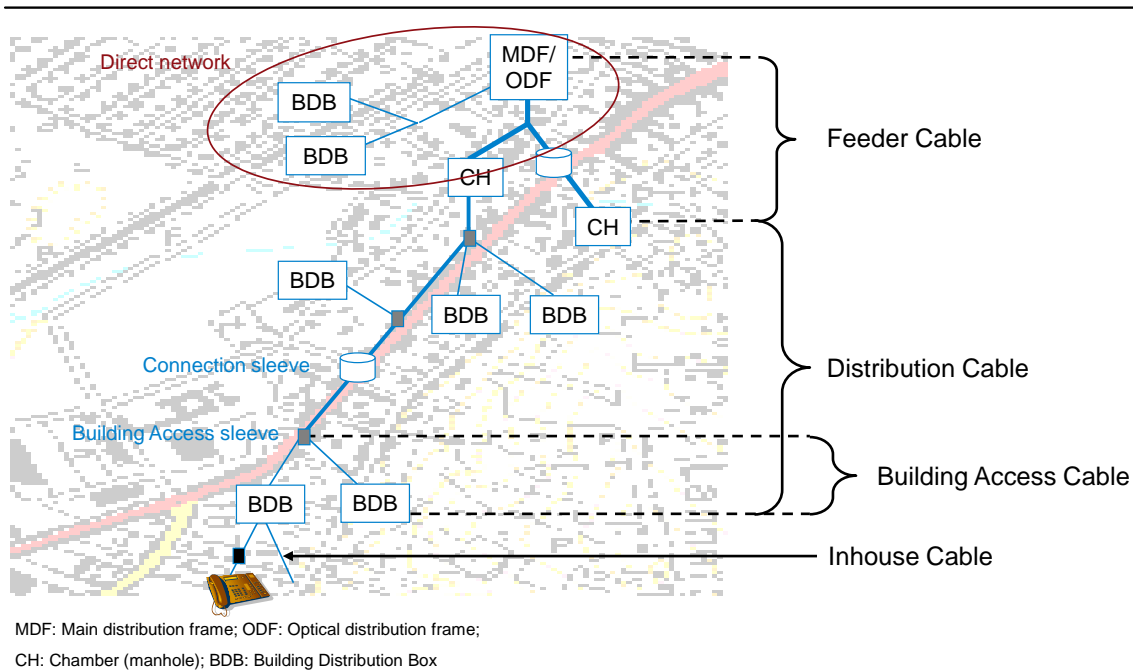 Direct network
MDF/
ODF
BDB
BDB
Feeder Cable
CH
CH
BDB
BDB
BDB
Connection sleeve
Distribution Cable
Building Access sleeve
Building Access Cable
BDB
BDB
Inhouse Cable
MDF: Main distribution frame; ODF: Optical distribution frame;
CH: Chamber (manhole); BDB: Building Distribution Box